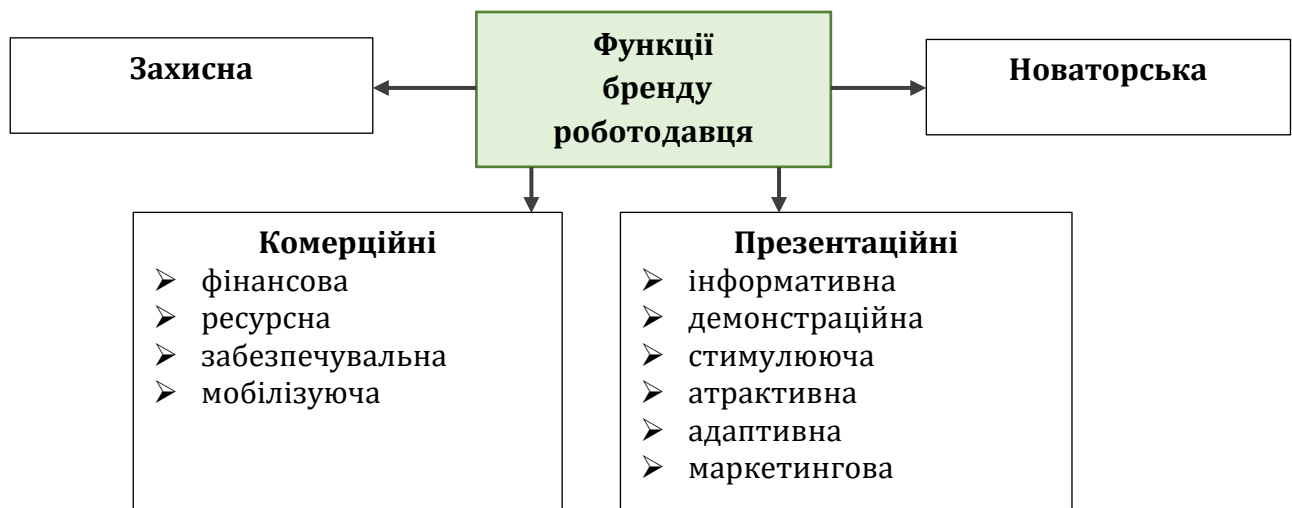 Функції
бренду
роботодавця
Захисна
Новаторська
Комерційні
➢ фінансова
➢ ресурсна
➢ забезпечувальна
➢ мобілізуюча
Презентаційні
➢ інформативна
➢ демонстраційна
➢ стимулююча
➢ атрактивна
➢ адаптивна
➢ маркетингова